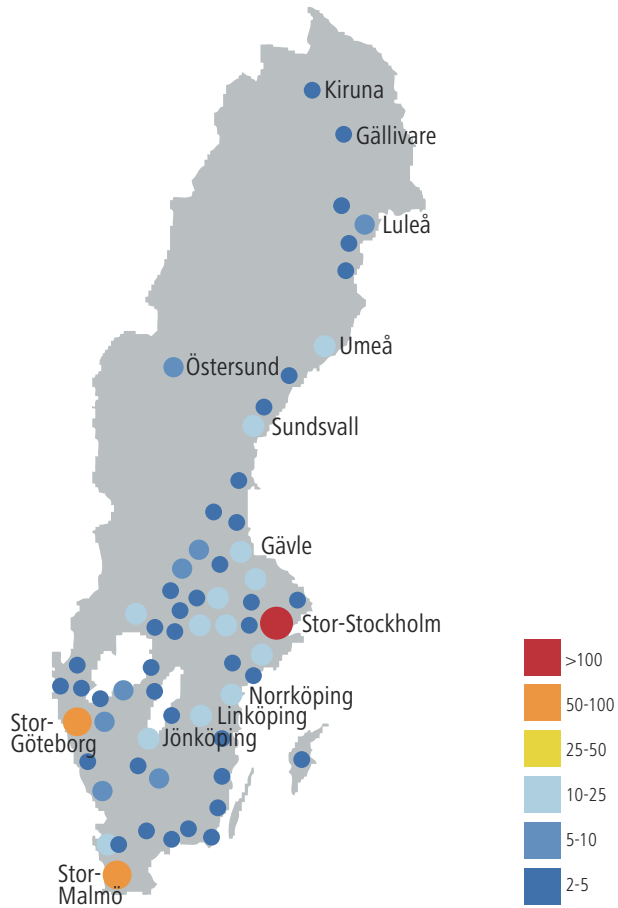 Kiruna
Gällivare
Luleå
Umeå
Östersund
Sundsvall
Gävle
Stor-Stockholm
Norrköping
Linköping
Jönköping
Stor-
Göteborg
Stor-
Malmö
>100
50-100
25-50
10-25
5-10
2-5